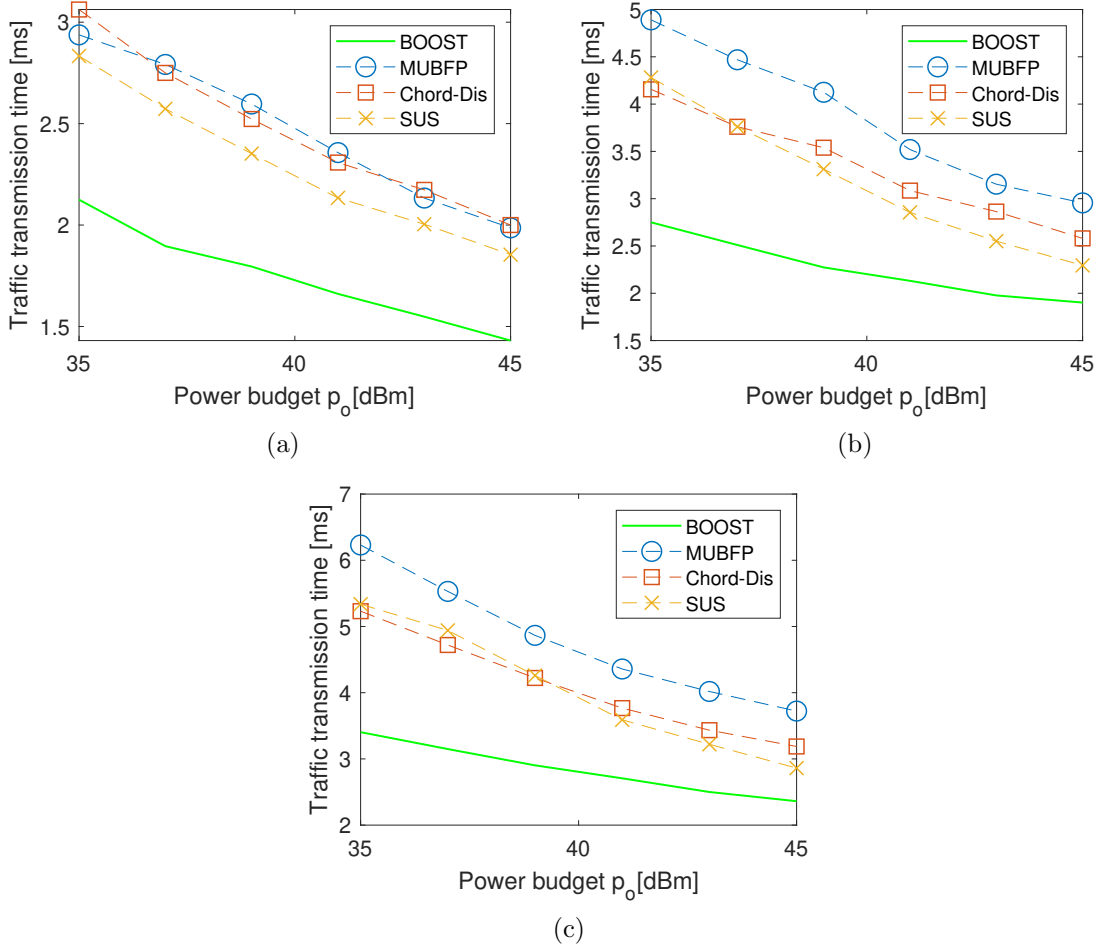 3
2.5
2
1.5
35
40
45
Traffic transmission time [ms]
Power budget p_o[dBm]
BOOST
MUBFP
Chord-Dis
SUS
(a)
5
4.5
4
3.5
3
2.5
2
1.5
35
40
45
Traffic transmission time [ms]
Power budget p_o[dBm]
BOOST
MUBFP
Chord-Dis
SUS
(b)
7
6
5
4
3
2
35
40
45
Traffic transmission time [ms]
Power budget p_o[dBm]
BOOST
MUBFP
Chord-Dis
SUS
(c)